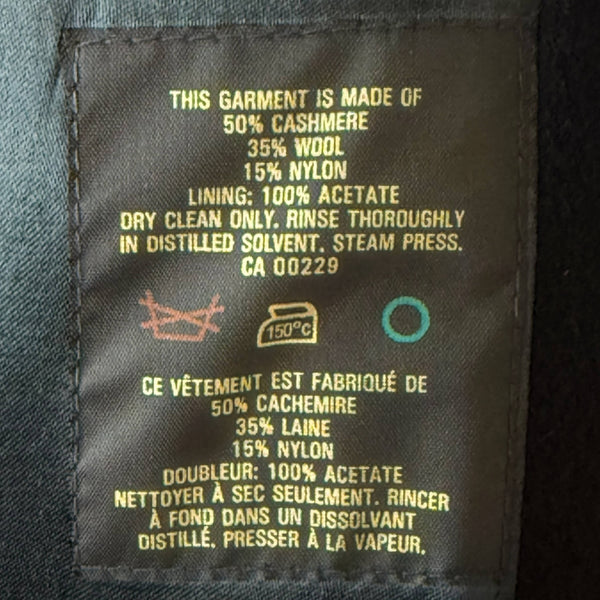 THIS GARMENT IS MADE OF
50% CASHMERE
35% WOOL
15% NYLON
LINING: 100% ACETATE
DRY CLEAN ONLY. RINSE THOROUGHLY
IN DISTILLED SOLVENT. STEAM PRESS.
CA 00229
150°C
CE VÊTEMENT EST FABRIQUÉ DE
50% CACHEMIRE
35% LAINE
15% NYLON
DOUBLEUR: 100% ACETATE
NETTOYER À SEC SEULEMENT. RINCER
À FOND DANS UN DISSOLVANT
DISTILLÉ. PRESSER À LA VAPEUR.